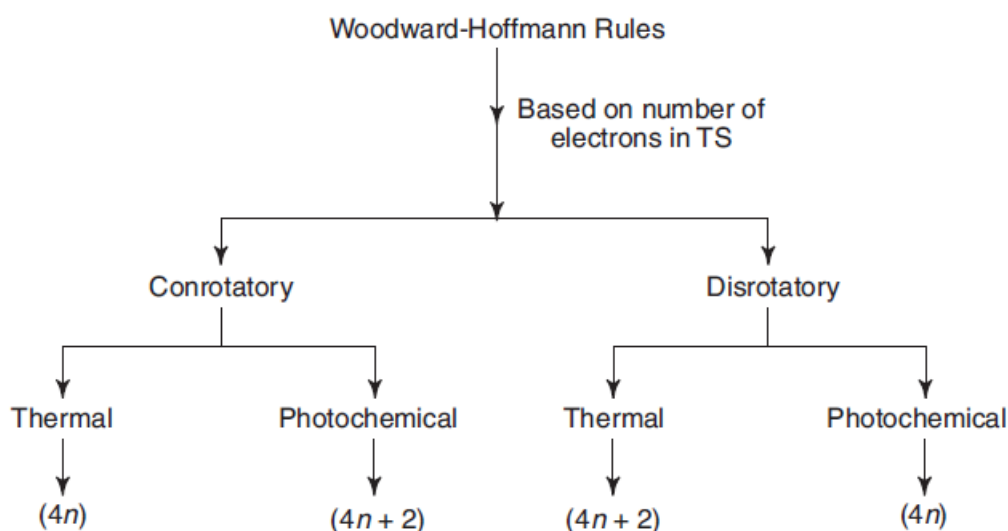 Woodward-Hoffmann Rules
Based on number of
electrons in TS
Conrotatory
Disrotatory
Thermal
Photochemical
Thermal
Photochemical
(4n)
(4n + 2)
(4n + 2)
(4n)